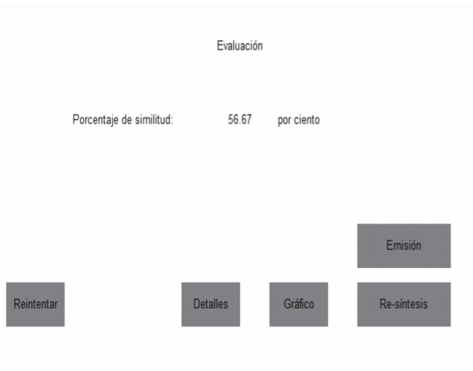 Evaluación
Porcentaje de similitud: 56.67 por ciento
Emisión
Reintentar Detalles Gráfico Re-síntesis